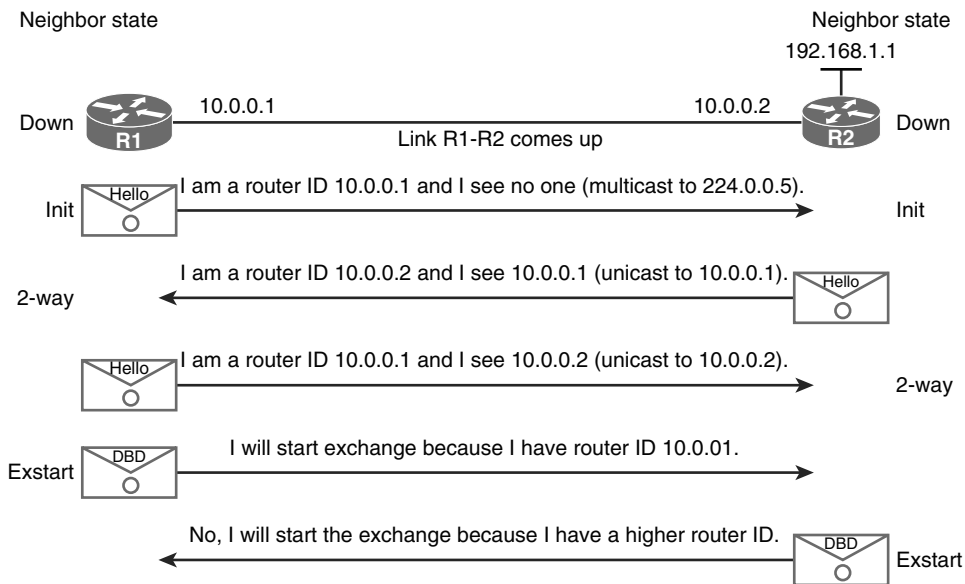 Neighbor state
Neighbor state
192.168.1.1
Down
R1
10.0.0.1
10.0.0.2
R2
Down
Link R1-R2 comes up
Init
Hello
I am a router ID 10.0.0.1 and I see no one (multicast to 224.0.0.5).
Init
2-way
I am a router ID 10.0.0.2 and I see 10.0.0.1 (unicast to 10.0.0.1).
Hello
Hello
I am a router ID 10.0.0.1 and I see 10.0.0.2 (unicast to 10.0.0.2).
2-way
Exstart
DBD
I will start exchange because I have router ID 10.0.01.
No, I will start the exchange because I have a higher router ID.
DBD
Exstart